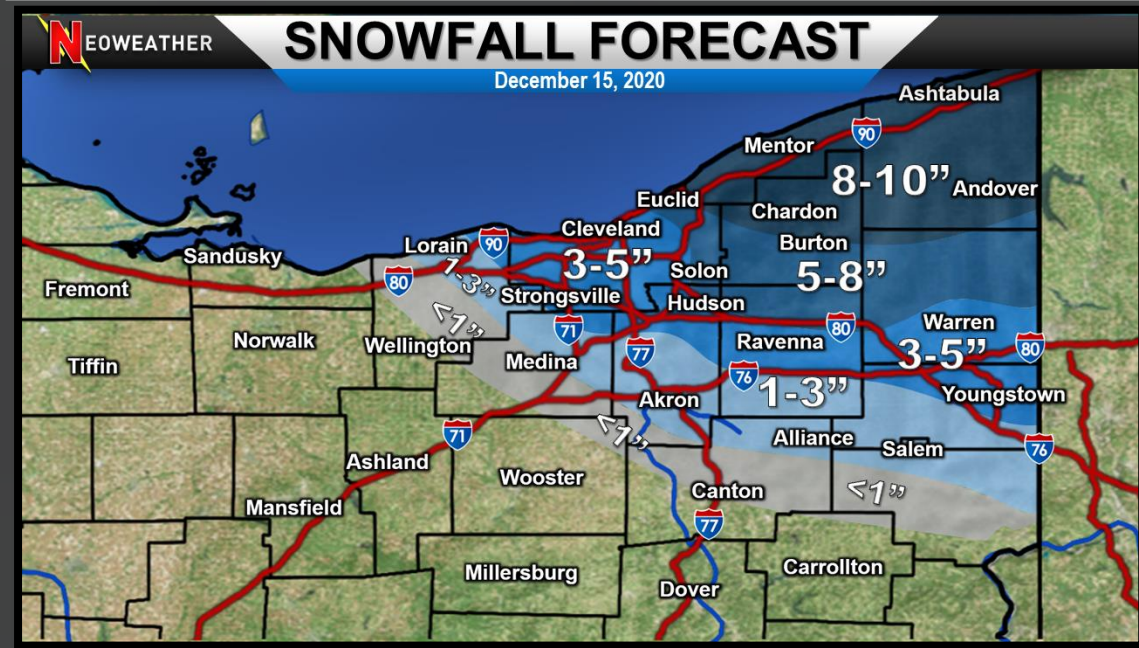 NEOWEATHER
SNOWFALL FORECAST
December 15, 2020
Ashtabula
90
Mentor
8-10” Andover
Euclid
Chardon
Cleveland
Lorain 90
Burton
Sandusky
3-5”
Solon
5-8”
80
1-3”
Fremont
Strongsville
Hudson
<1”
71
80
Warren
Norwalk
Wellington
Ravenna
80
77
3-5”
Medina
Tiffin
76
1-3”
Youngstown
Akron
<1”
71
Alliance
Salem
76
Ashland
Wooster
Canton
<1”
Mansfield
77
Millersburg
Carrollton
Dover